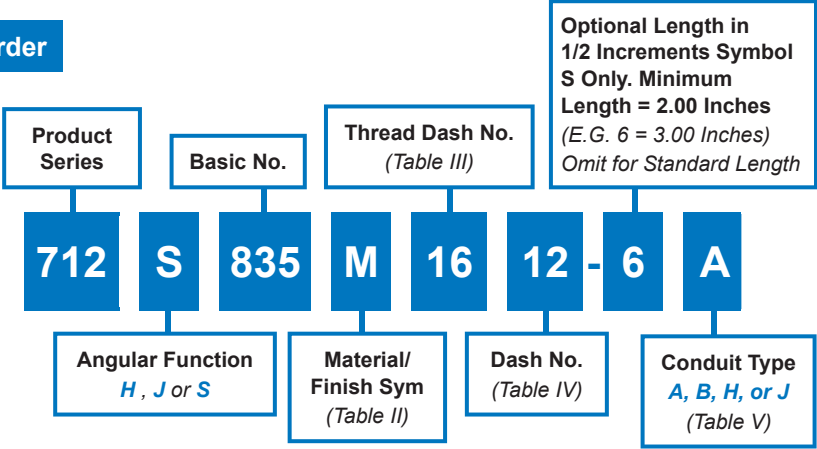 rder
Optional Length in
1/2 Increments Symbol
S Only. Minimum
Length = 2.00 Inches
(E.G. 6 = 3.00 Inches)
Omit for Standard Length
Product
Series
Basic No.
Thread Dash No.
(Table III)
712 S 835 M 16 12 - 6 A
Angular Function
H , J or S
Material/
Finish Sym
(Table II)
Dash No.
(Table IV)
Conduit Type
A, B, H, or J
(Table V)